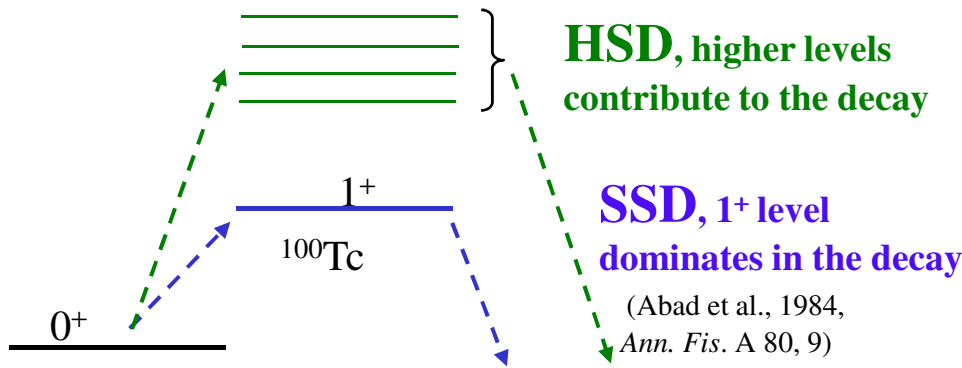 HSD, higher levels
contribute to the decay
1⁺
SSD, 1⁺ level
dominates in the decay
¹⁰⁰Tc
(Abad et al., 1984,
Ann. Fis. A 80, 9)
0⁺